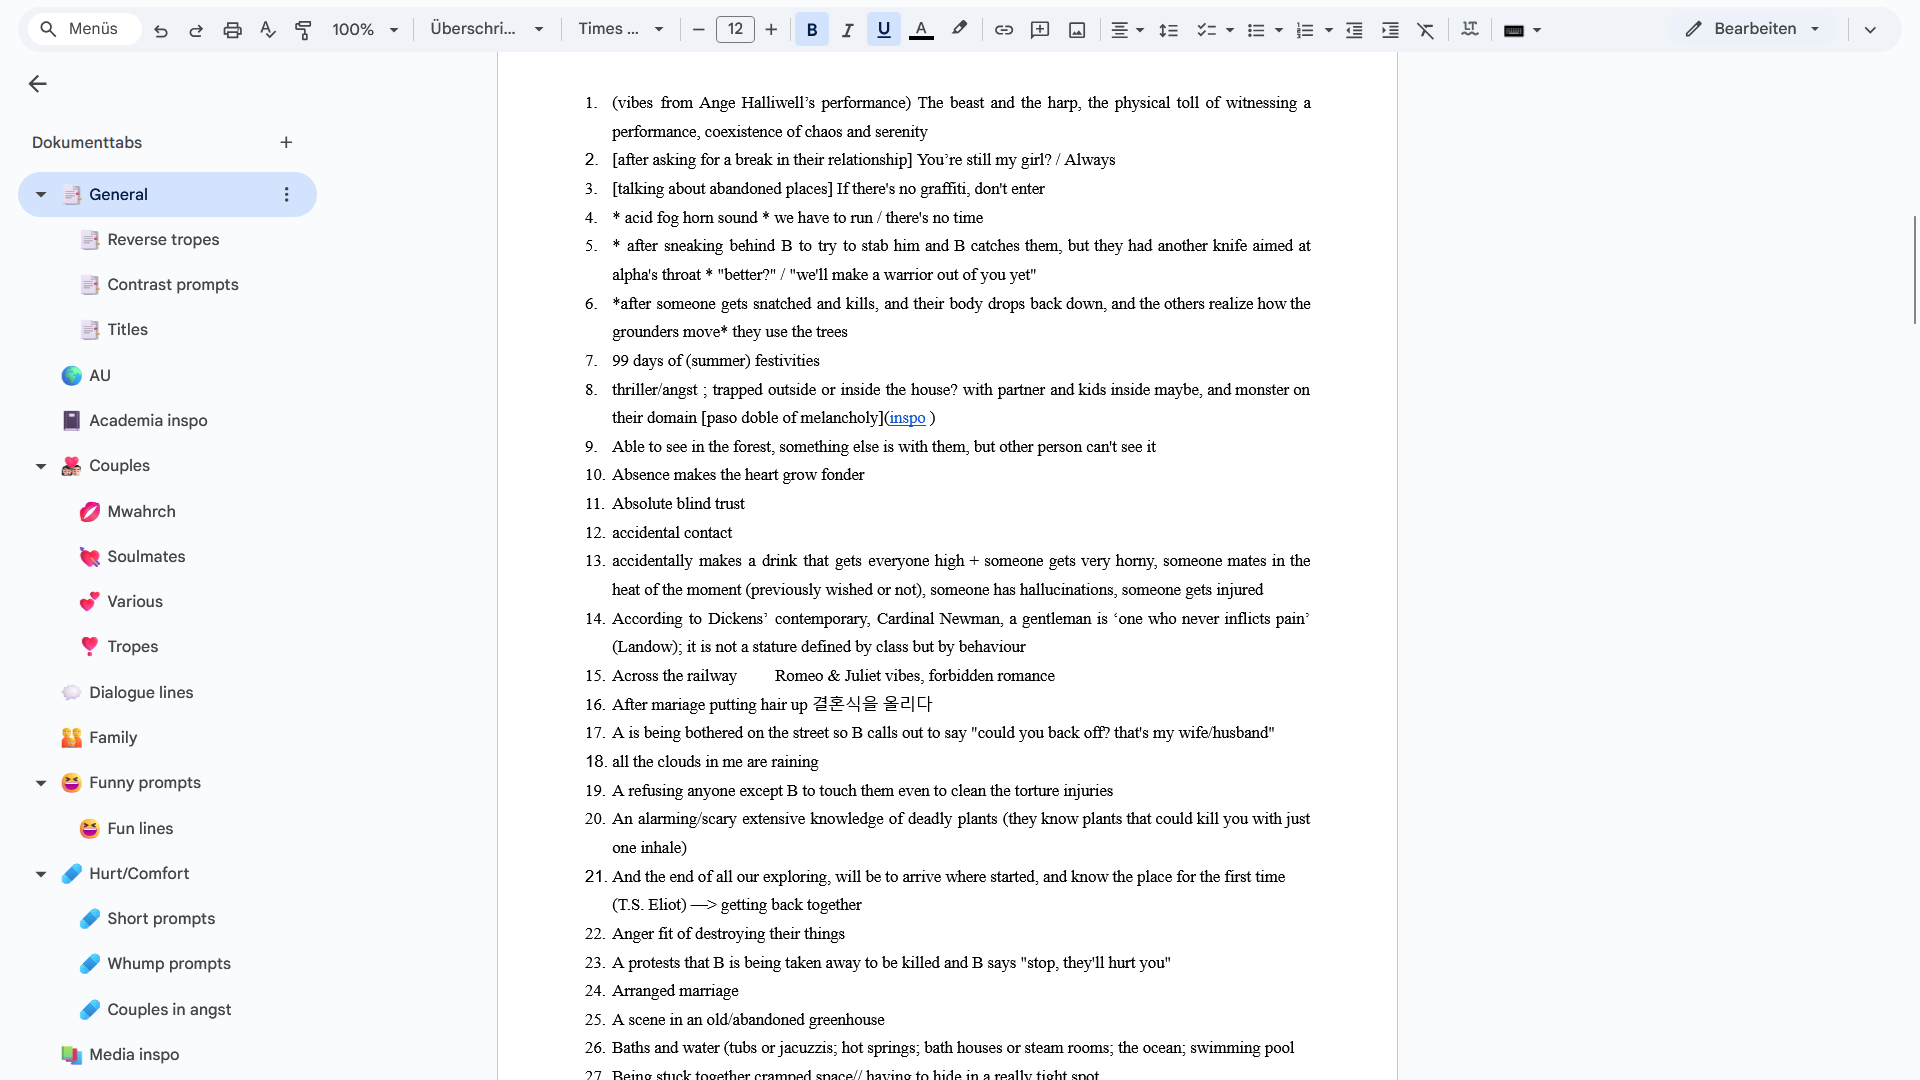 Menüs 100% Überschri... Times ... 12 B I U A Bearbeiten
Dokumenttabs
General
Reverse tropes
Contrast prompts
Titles
AU
Academia inspo
Couples
Mwahrch
Soulmates
Various
Tropes
Dialogue lines
Family
Funny prompts
Fun lines
Hurt/Comfort
Short prompts
Whump prompts
Couples in angst
Media inspo
1. (vibes from Ange Halliwell’s performance) The beast and the harp, the physical toll of witnessing a
performance, coexistence of chaos and serenity
2. [after asking for a break in their relationship] You’re still my girl? / Always
3. [talking about abandoned places] If there's no graffiti, don't enter
4. * acid fog horn sound * we have to run / there's no time
5. * after sneaking behind B to try to stab him and B catches them, but they had another knife aimed at
alpha's throat * "better?" / "we'll make a warrior out of you yet"
6. *after someone gets snatched and kills, and their body drops back down, and the others realize how the
grounders move* they use the trees
7. 99 days of (summer) festivities
8. thriller/angst ; trapped outside or inside the house? with partner and kids inside maybe, and monster on
their domain [paso doble of melancholy](inspo )
9. Able to see in the forest, something else is with them, but other person can't see it
10. Absence makes the heart grow fonder
11. Absolute blind trust
12. accidental contact
13. accidentally makes a drink that gets everyone high + someone gets very horny, someone mates in the
heat of the moment (previously wished or not), someone has hallucinations, someone gets injured
14. According to Dickens’ contemporary, Cardinal Newman, a gentleman is ‘one who never inflicts pain’
(Landow); it is not a stature defined by class but by behaviour
15. Across the railway Romeo & Juliet vibes, forbidden romance
16. After mariage putting hair up 결혼식을 올리다
17. A is being bothered on the street so B calls out to say "could you back off? that's my wife/husband"
18. all the clouds in me are raining
19. A refusing anyone except B to touch them even to clean the torture injuries
20. An alarming/scary extensive knowledge of deadly plants (they know plants that could kill you with just
one inhale)
21. And the end of all our exploring, will be to arrive where started, and know the place for the first time
(T.S. Eliot) —> getting back together
22. Anger fit of destroying their things
23. A protests that B is being taken away to be killed and B says "stop, they'll hurt you"
24. Arranged marriage
25. A scene in an old/abandoned greenhouse
26. Baths and water (tubs or jacuzzis; hot springs; bath houses or steam rooms; the ocean; swimming pool
27. Being stuck together cramped space// having to hide in a really tight spot